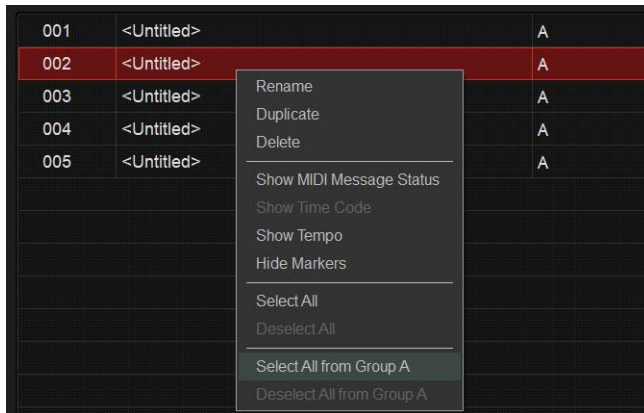 001 <Untitled> A
002 <Untitled> A
003 <Untitled> A
004 <Untitled> A
005 <Untitled> A
Rename
Duplicate
Delete
Show MIDI Message Status
Show Time Code
Show Tempo
Hide Markers
Select All
Deselect All
Select All from Group A
Deselect All from Group A